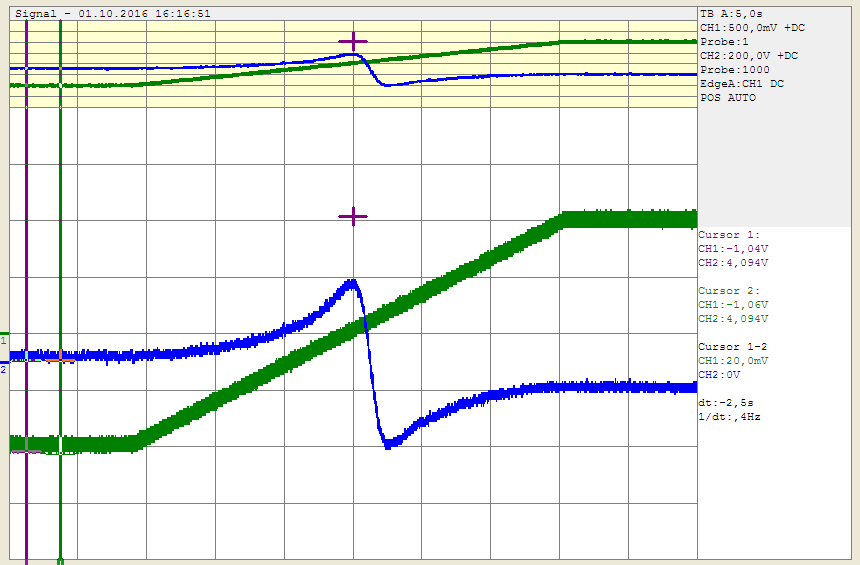 Signal - 01.10.2016 16:16:51
TB A:5,0s
CH1:500,0mV +DC
Probe:1
CH2:200,0V +DC
Probe:1000
EdgeA:CH1 DC
POS AUTO
Cursor 1:
CH1:-1,04V
CH2:4,094V
Cursor 2:
CH1:-1,06V
CH2:4,094V
Cursor 1-2
CH1:20,0mV
CH2:0V
dt:-2,5s
1/dt:,4Hz
1
2